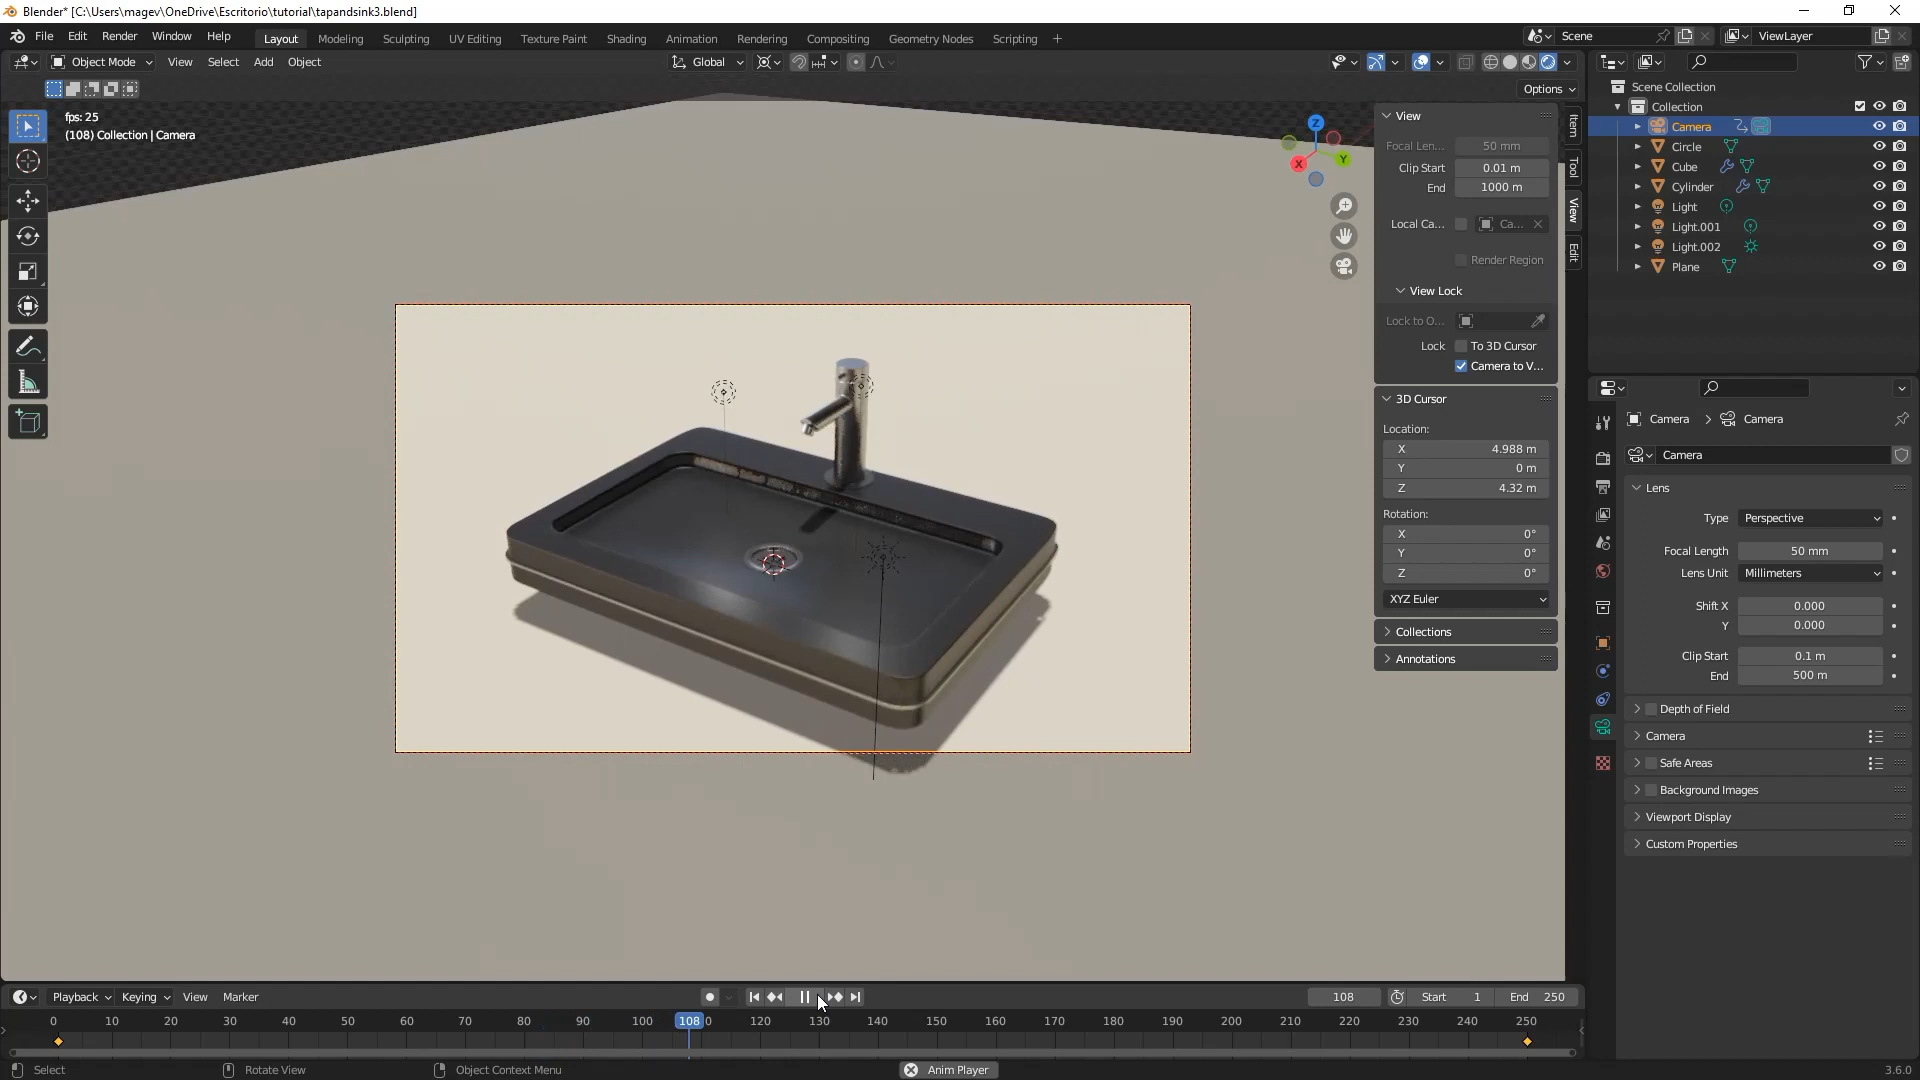 Blender* [C:\Users\magev\OneDrive\Escritorio\tutorial\tapandsink3.blend]
File Edit Render Window Help Layout Modeling Sculpting UV Editing Texture Paint Shading Animation Rendering Compositing Geometry Nodes Scripting + Scene ViewLayer
Object Mode View Select Add Object Global
Options
fps: 25
(108) Collection | Camera
Z
X
Y
View
Focal Len... 50 mm
Clip Start 0.01 m
End 1000 m
Local Ca... Ca...
Render Region
View Lock
Lock to O...
Lock To 3D Cursor
Camera to V...
3D Cursor
Location:
X 4.988 m
Y 0 m
Z 4.32 m
Rotation:
X 0°
Y 0°
Z 0°
XYZ Euler
Collections
Annotations
Item
Tool
View
Edit
Scene Collection
Collection
Camera
Circle
Cube
Cylinder
Light
Light.001
Light.002
Plane
Camera > Camera
Camera
Lens
Type Perspective
Focal Length 50 mm
Lens Unit Millimeters
Shift X 0.000
Y 0.000
Clip Start 0.1 m
End 500 m
Depth of Field
Camera
Safe Areas
Background Images
Viewport Display
Custom Properties
Playback Keying View Marker 108 Start 1 End 250
0 10 20 30 40 50 60 70 80 90 100 108 0 120 130 140 150 160 170 180 190 200 210 220 230 240 250
Select Rotate View Object Context Menu Anim Player 3.6.0